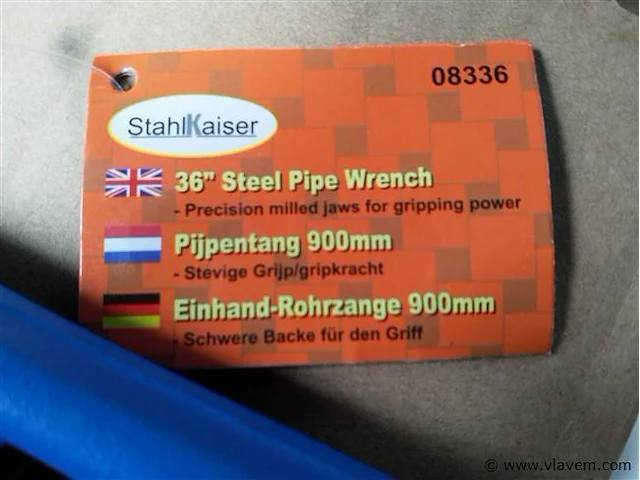 08336
StahlKaiser
36" Steel Pipe Wrench
- Precision milled jaws for gripping power
Pijpentang 900mm
- Stevige Grijp/gripkracht
Einhand-Rohrzange 900mm
- Schwere Backe für den Griff
© www.vlavem.com